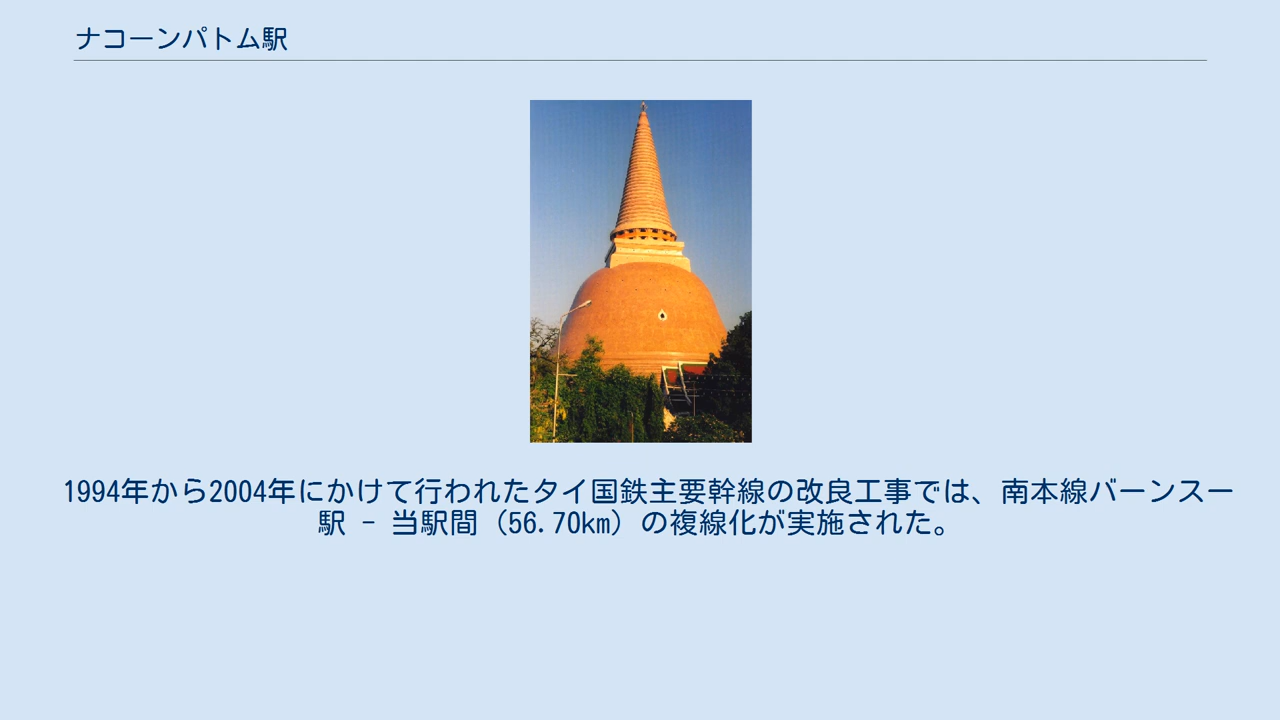 ナコーンパトム駅
1994年から2004年にかけて行われたタイ国鉄主要幹線の改良工事では、南本線バーンスー
駅 - 当駅間（56.70km）の複線化が実施された。